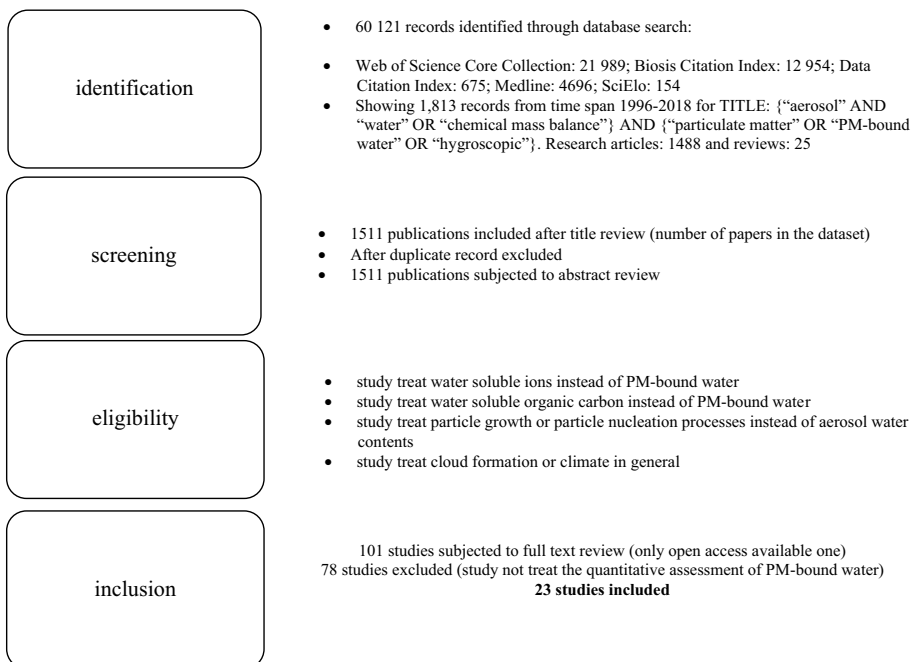 identification
• 60 121 records identified through database search:
• Web of Science Core Collection: 21 989; Biosis Citation Index: 12 954; Data
Citation Index: 675; Medline: 4696; SciElo: 154
• Showing 1,813 records from time span 1996-2018 for TITLE: {“aerosol” AND
“water” OR “chemical mass balance”} AND {“particulate matter” OR “PM-bound
water” OR “hygroscopic”}. Research articles: 1488 and reviews: 25
screening
• 1511 publications included after title review (number of papers in the dataset)
• After duplicate record excluded
• 1511 publications subjected to abstract review
eligibility
• study treat water soluble ions instead of PM-bound water
• study treat water soluble organic carbon instead of PM-bound water
• study treat particle growth or particle nucleation processes instead of aerosol water
contents
• study treat cloud formation or climate in general
inclusion
101 studies subjected to full text review (only open access available one)
78 studies excluded (study not treat the quantitative assessment of PM-bound water)
23 studies included